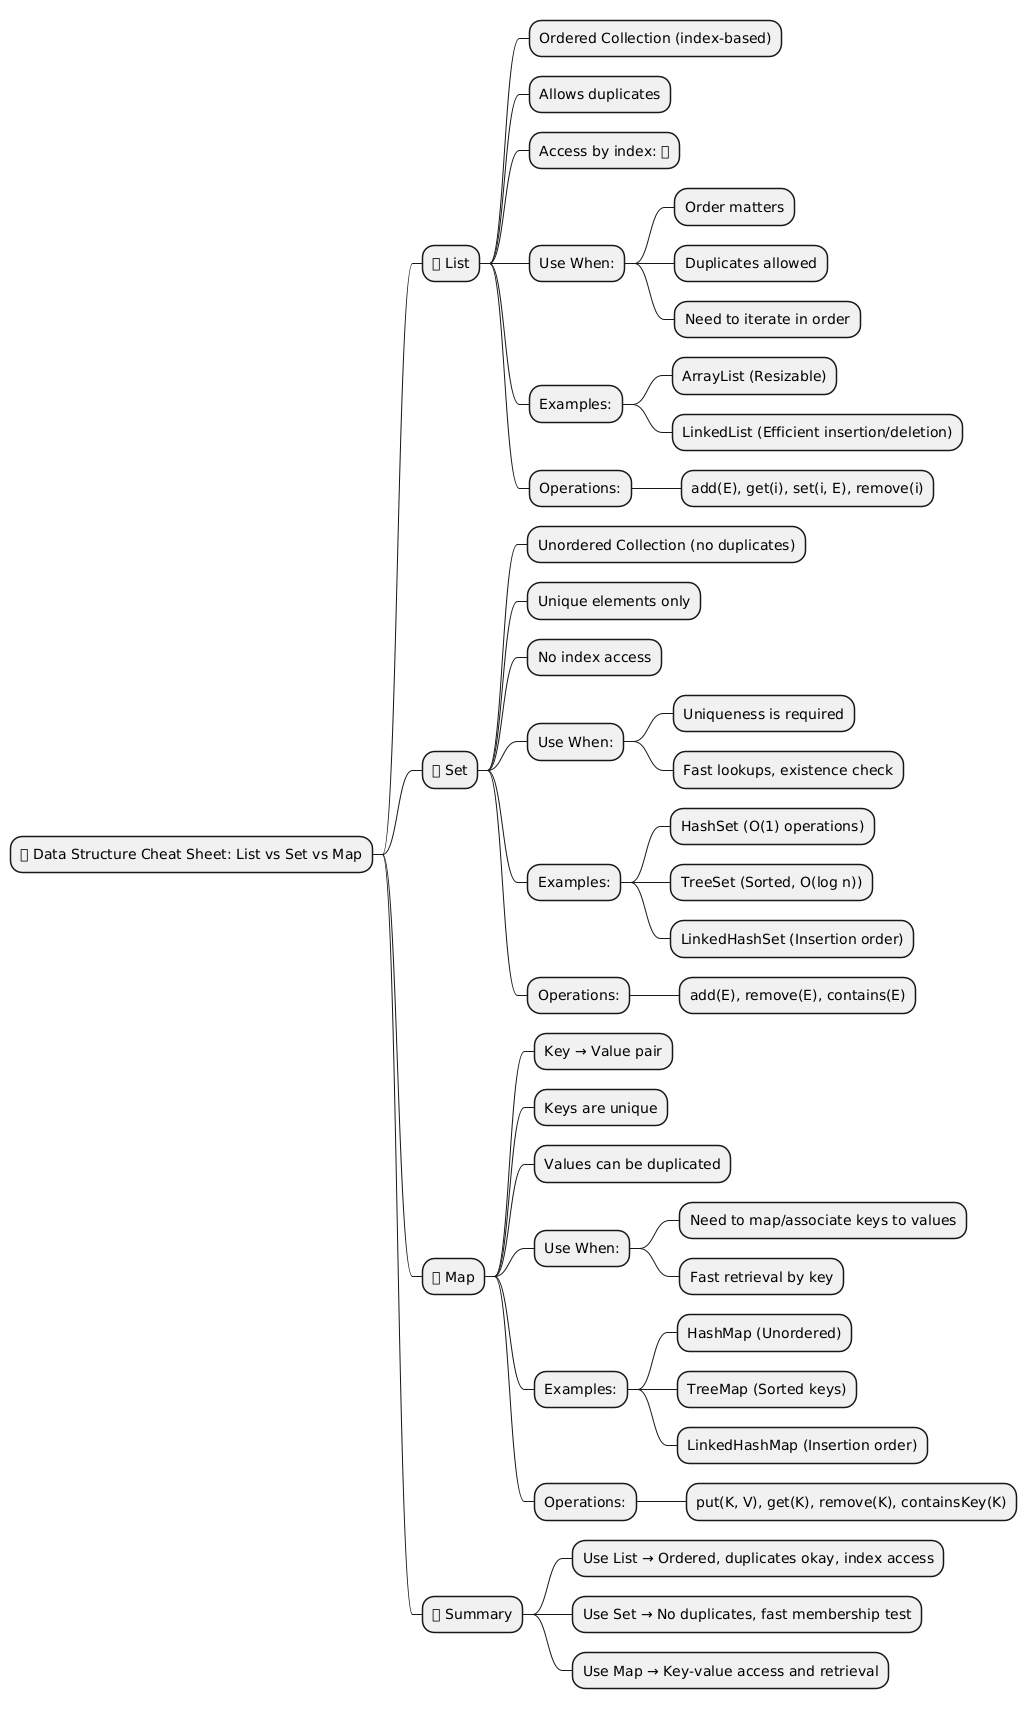 ▯ Data Structure Cheat Sheet: List vs Set vs Map
▯ List
Ordered Collection (index-based)
Allows duplicates
Access by index: ▯
Use When:
Order matters
Duplicates allowed
Need to iterate in order
Examples:
ArrayList (Resizable)
LinkedList (Efficient insertion/deletion)
Operations:
add(E), get(i), set(i, E), remove(i)
▯ Set
Unordered Collection (no duplicates)
Unique elements only
No index access
Use When:
Uniqueness is required
Fast lookups, existence check
Examples:
HashSet (O(1) operations)
TreeSet (Sorted, O(log n))
LinkedHashSet (Insertion order)
Operations:
add(E), remove(E), contains(E)
▯ Map
Key → Value pair
Keys are unique
Values can be duplicated
Use When:
Need to map/associate keys to values
Fast retrieval by key
Examples:
HashMap (Unordered)
TreeMap (Sorted keys)
LinkedHashMap (Insertion order)
Operations:
put(K, V), get(K), remove(K), containsKey(K)
▯ Summary
Use List → Ordered, duplicates okay, index access
Use Set → No duplicates, fast membership test
Use Map → Key-value access and retrieval